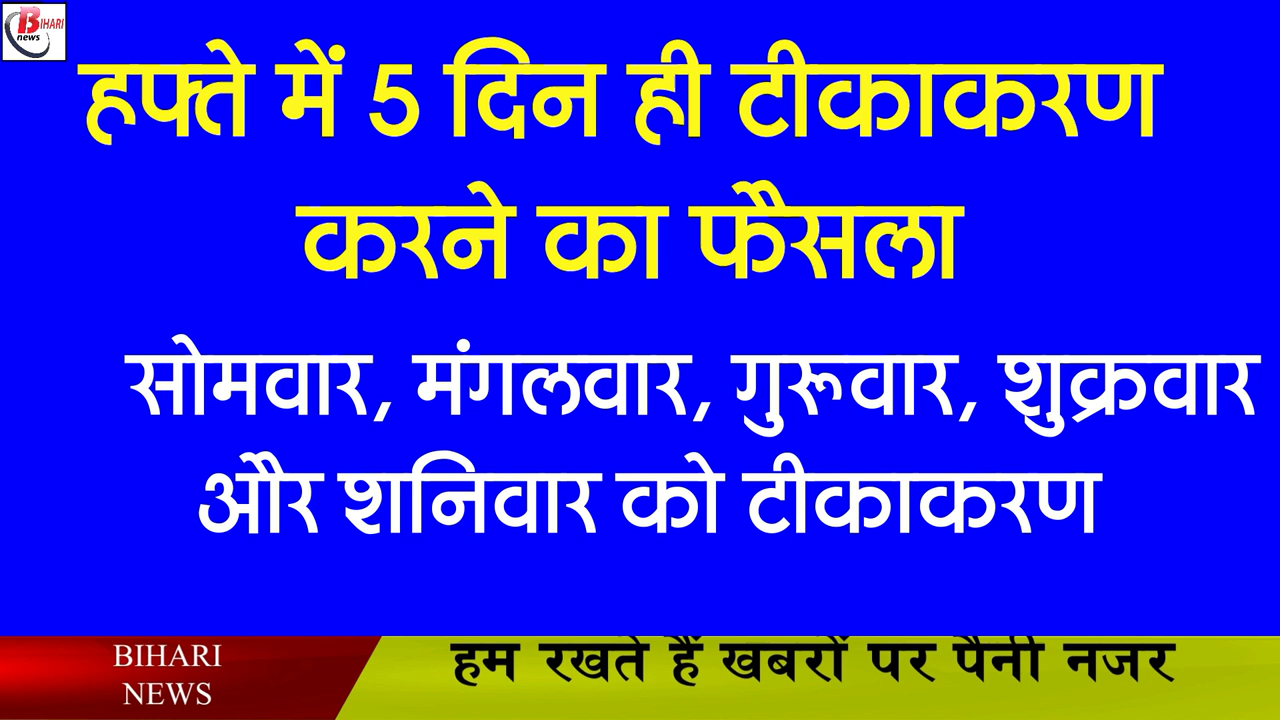 BIHARI
news
हफ्ते में 5 दिन ही टीकाकरण
करने का फैसला
सोमवार, मंगलवार, गुरूवार, शुक्रवार
और शनिवार को टीकाकरण
BIHARI
NEWS
हम रखते हैं खबरों पर पैनी नजर